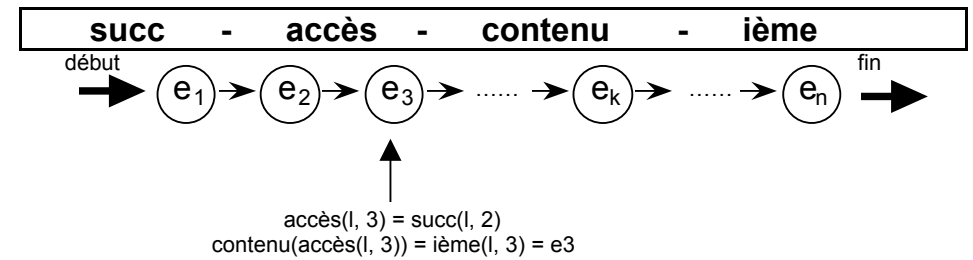 succ - accès - contenu - ième
début fin
e1 e2 e3 ...... ek ...... en
accès(l, 3) = succ(l, 2)
contenu(accès(l, 3)) = ième(l, 3) = e3